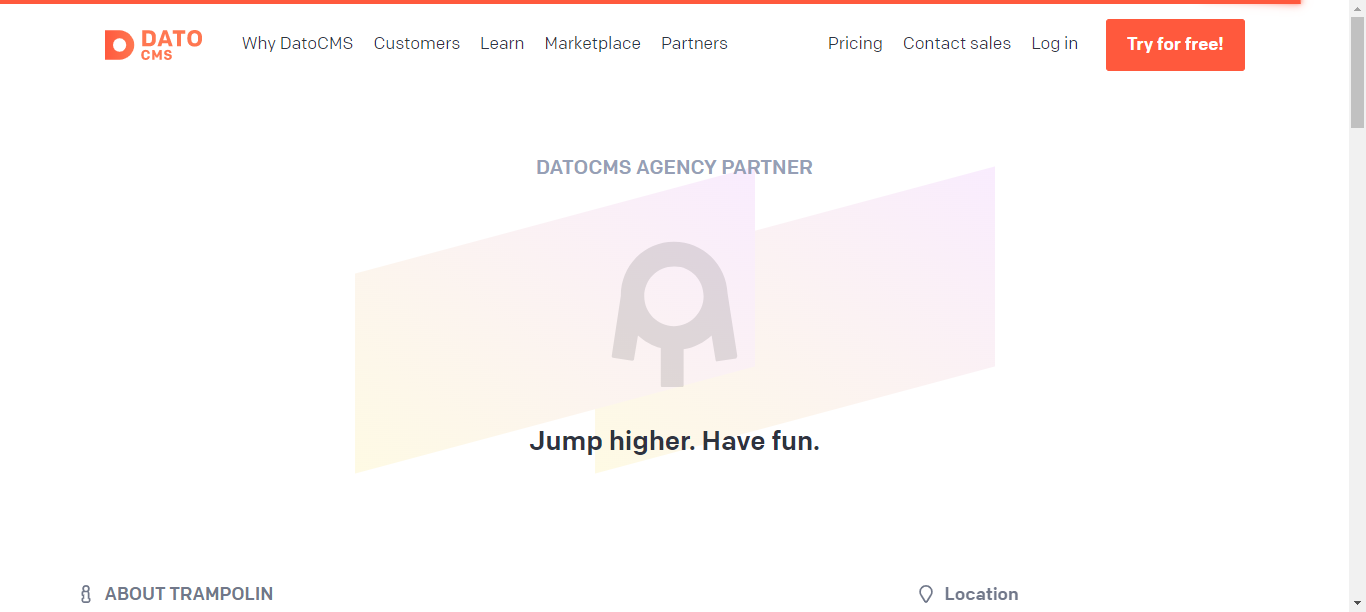 DATO
CMS
Why DatoCMS Customers Learn Marketplace Partners Pricing Contact sales Log in Try for free!
DATOCMS AGENCY PARTNER
Jump higher. Have fun.
ABOUT TRAMPOLIN
Location